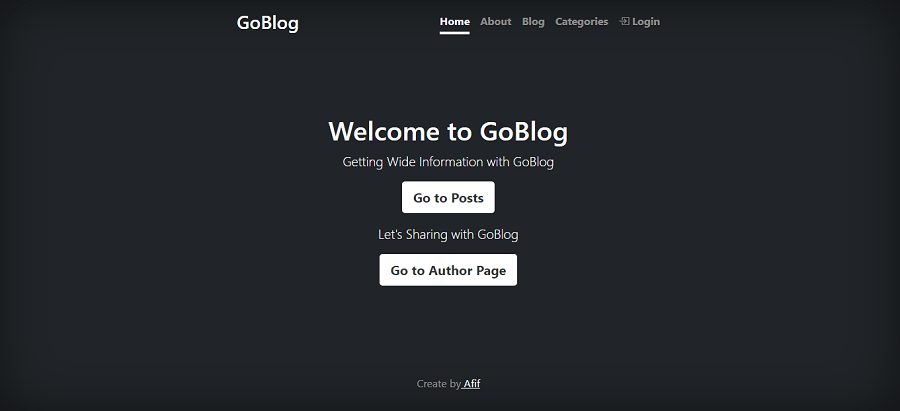 GoBlog Home About Blog Categories Login
Welcome to GoBlog
Getting Wide Information with GoBlog
Go to Posts
Let's Sharing with GoBlog
Go to Author Page
Create by Afif